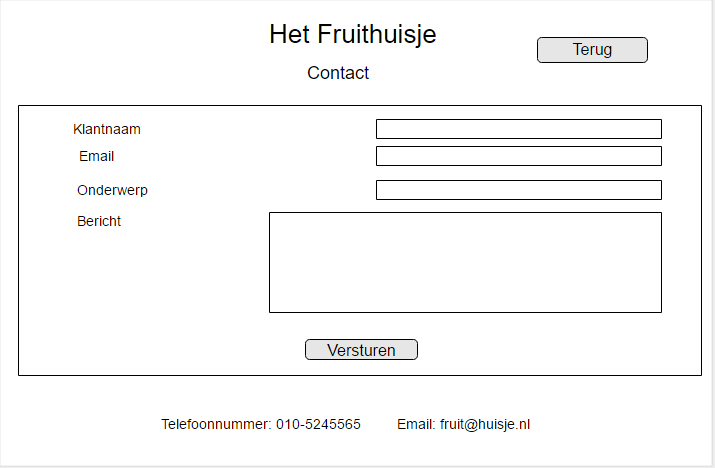 Het Fruithuisje
Terug
Contact
Klantnaam
Email
Onderwerp
Bericht
Versturen
Telefoonnummer: 010-5245565 Email: fruit@huisje.nl